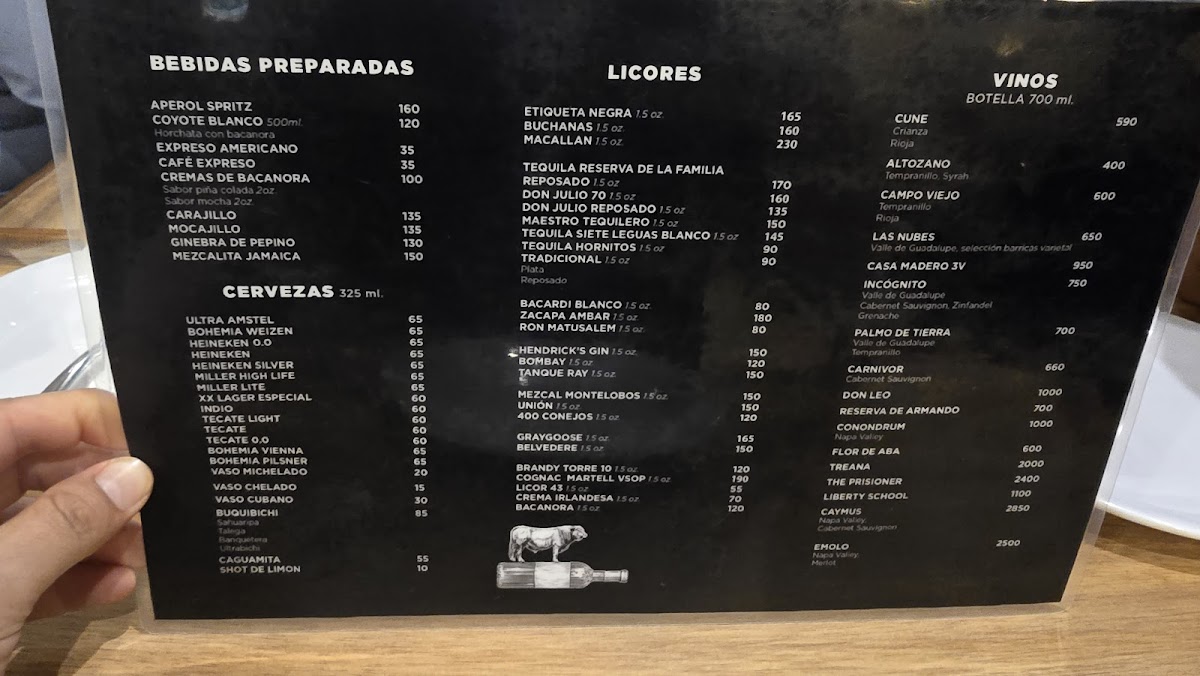 BEBIDAS PREPARADAS
APEROL SPRITZ 160
COYOTE BLANCO 500ml. 120
Horchata con bacanora
EXPRESO AMERICANO 35
CAFÉ EXPRESO 35
CREMAS DE BACANORA 100
Sabor piña colada 2oz.
Sabor mocha 2oz.
CARAJILLO 135
MOCAJILLO 135
GINEBRA DE PEPINO 130
MEZCALITA JAMAICA 150
CERVEZAS 325 ml.
ULTRA AMSTEL 65
BOHEMIA WEIZEN 65
HEINEKEN 0.0 65
HEINEKEN 65
HEINEKEN SILVER 65
MILLER HIGH LIFE 65
MILLER LITE 65
XX LAGER ESPECIAL 60
INDIO 60
TECATE LIGHT 60
TECATE 60
TECATE 0.0 60
BOHEMIA VIENNA 65
BOHEMIA PILSNER 65
VASO MICHELADO 20
VASO CHELADO 15
VASO CUBANO 30
BUQUIBICHI 85
Sahuaripa
Talega
Banquetera
Ultrabichi
CAGUAMITA 55
SHOT DE LIMON 10
LICORES
ETIQUETA NEGRA 1.5 oz. 165
BUCHANAS 1.5 oz. 160
MACALLAN 1.5 oz. 230
TEQUILA RESERVA DE LA FAMILIA
REPOSADO 1.5 oz 170
DON JULIO 70 1.5 oz 160
DON JULIO REPOSADO 1.5 oz 135
MAESTRO TEQUILERO 1.5 oz 150
TEQUILA SIETE LEGUAS BLANCO 1.5 oz 145
TEQUILA HORNITOS 1.5 oz 90
TRADICIONAL 1.5 oz 90
Plata
Reposado
BACARDI BLANCO 1.5 oz. 80
ZACAPA AMBAR 1.5 oz. 180
RON MATUSALEM 1.5 oz. 80
HENDRICK'S GIN 1.5 oz. 150
BOMBAY 1.5 oz. 120
TANQUE RAY 1.5 oz. 150
MEZCAL MONTELOBOS 1.5 oz. 150
UNIÓN 1.5 oz. 150
400 CONEJOS 1.5 oz. 120
GRAYGOOSE 1.5 oz. 165
BELVEDERE 1.5 oz. 150
BRANDY TORRE 10 1.5 oz. 120
COGNAC MARTELL VSOP 1.5 oz. 190
LICOR 43 1.5 oz. 55
CREMA IRLANDESA 1.5 oz. 70
BACANORA 1.5 oz. 120
VINOS
BOTELLA 700 ml.
CUNE 590
Crianza
Rioja
ALTOZANO 400
Tempranillo, Syrah
CAMPO VIEJO 600
Tempranillo
Rioja
LAS NUBES 650
Valle de Guadalupe, selección barricas varietal
CASA MADERO 3V 950
INCÓGNITO 750
Valle de Guadalupe
Cabernet Sauvignon, Zinfandel
Grenache
PALMO DE TIERRA 700
Valle de Guadalupe
Tempranillo
CARNIVOR 660
Cabernet Sauvignon
DON LEO 1000
RESERVA DE ARMANDO 700
CONONDRUM 1000
Napa Valley
FLOR DE ABA 600
TREANA 2000
THE PRISIONER 2400
LIBERTY SCHOOL 1100
CAYMUS 2850
Napa Valley,
Cabernet Sauvignon
EMOLO 2500
Napa Valley,
Merlot